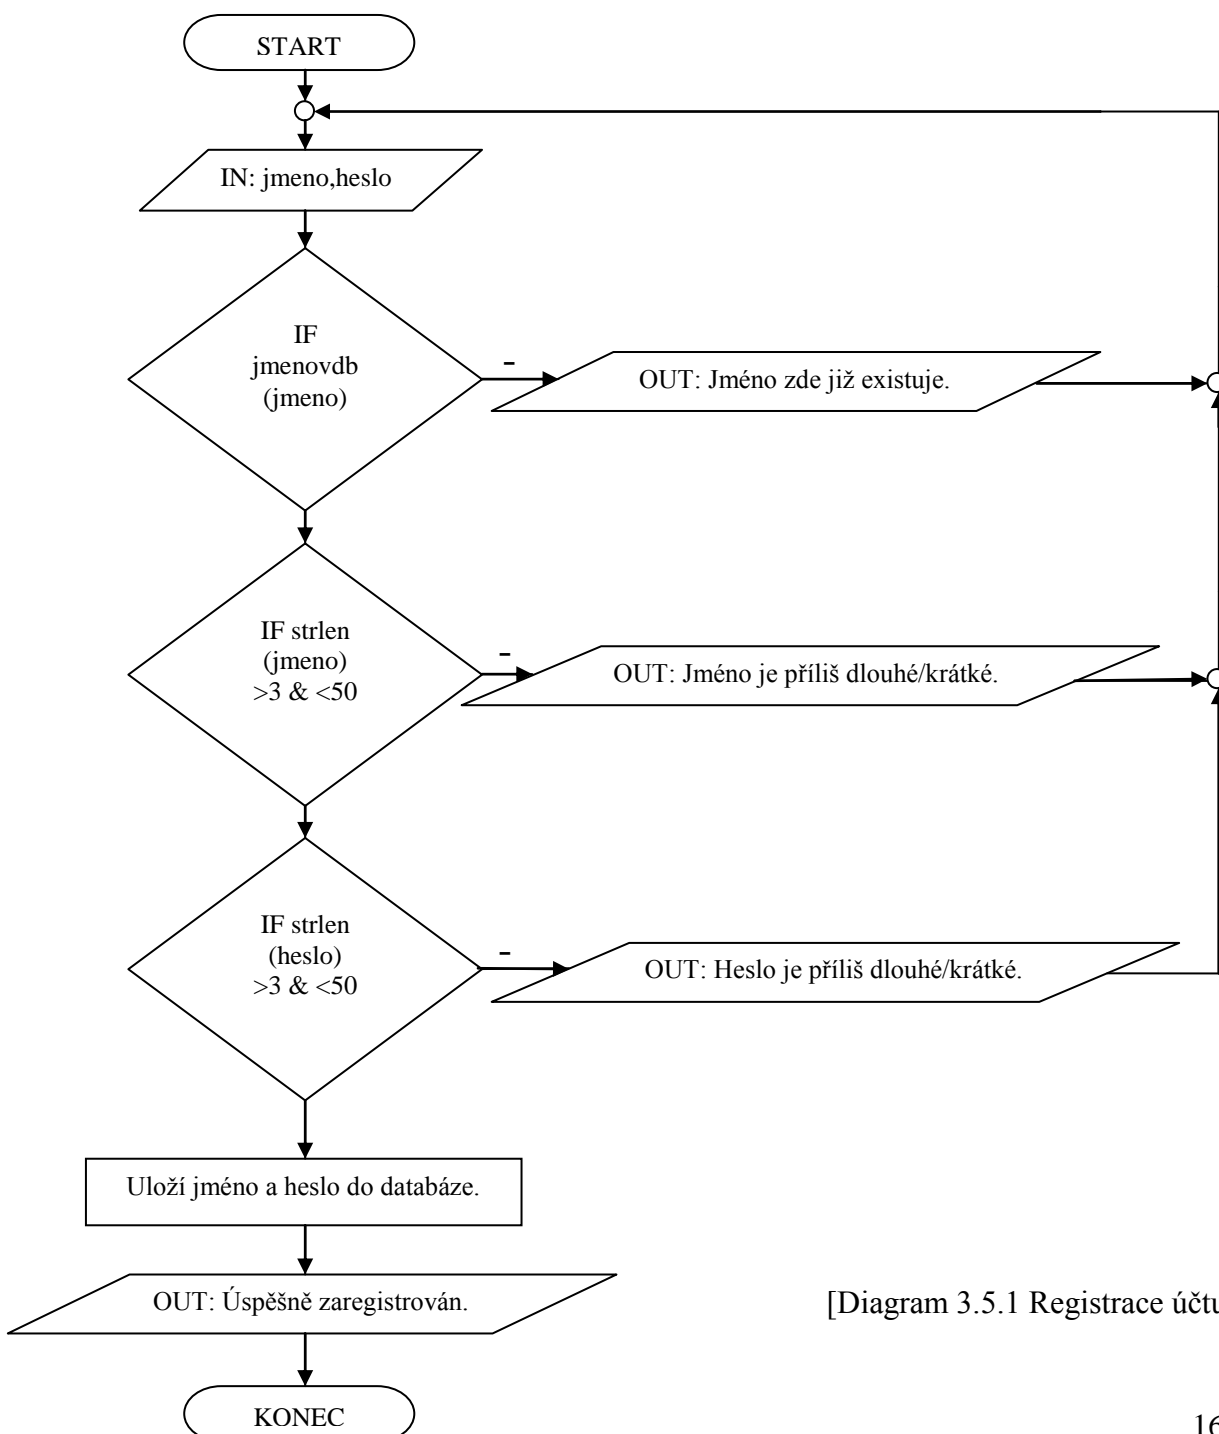 START
IN: jmeno,heslo
IF
jmenovdb
(jmeno)
-
OUT: Jméno zde již existuje.
IF strlen
(jmeno)
>3 & <50
-
OUT: Jméno je příliš dlouhé/krátké.
IF strlen
(heslo)
>3 & <50
-
OUT: Heslo je příliš dlouhé/krátké.
Uloží jméno a heslo do databáze.
OUT: Úspěšně zaregistrován.
[Diagram 3.5.1 Registrace účtu
KONEC
16